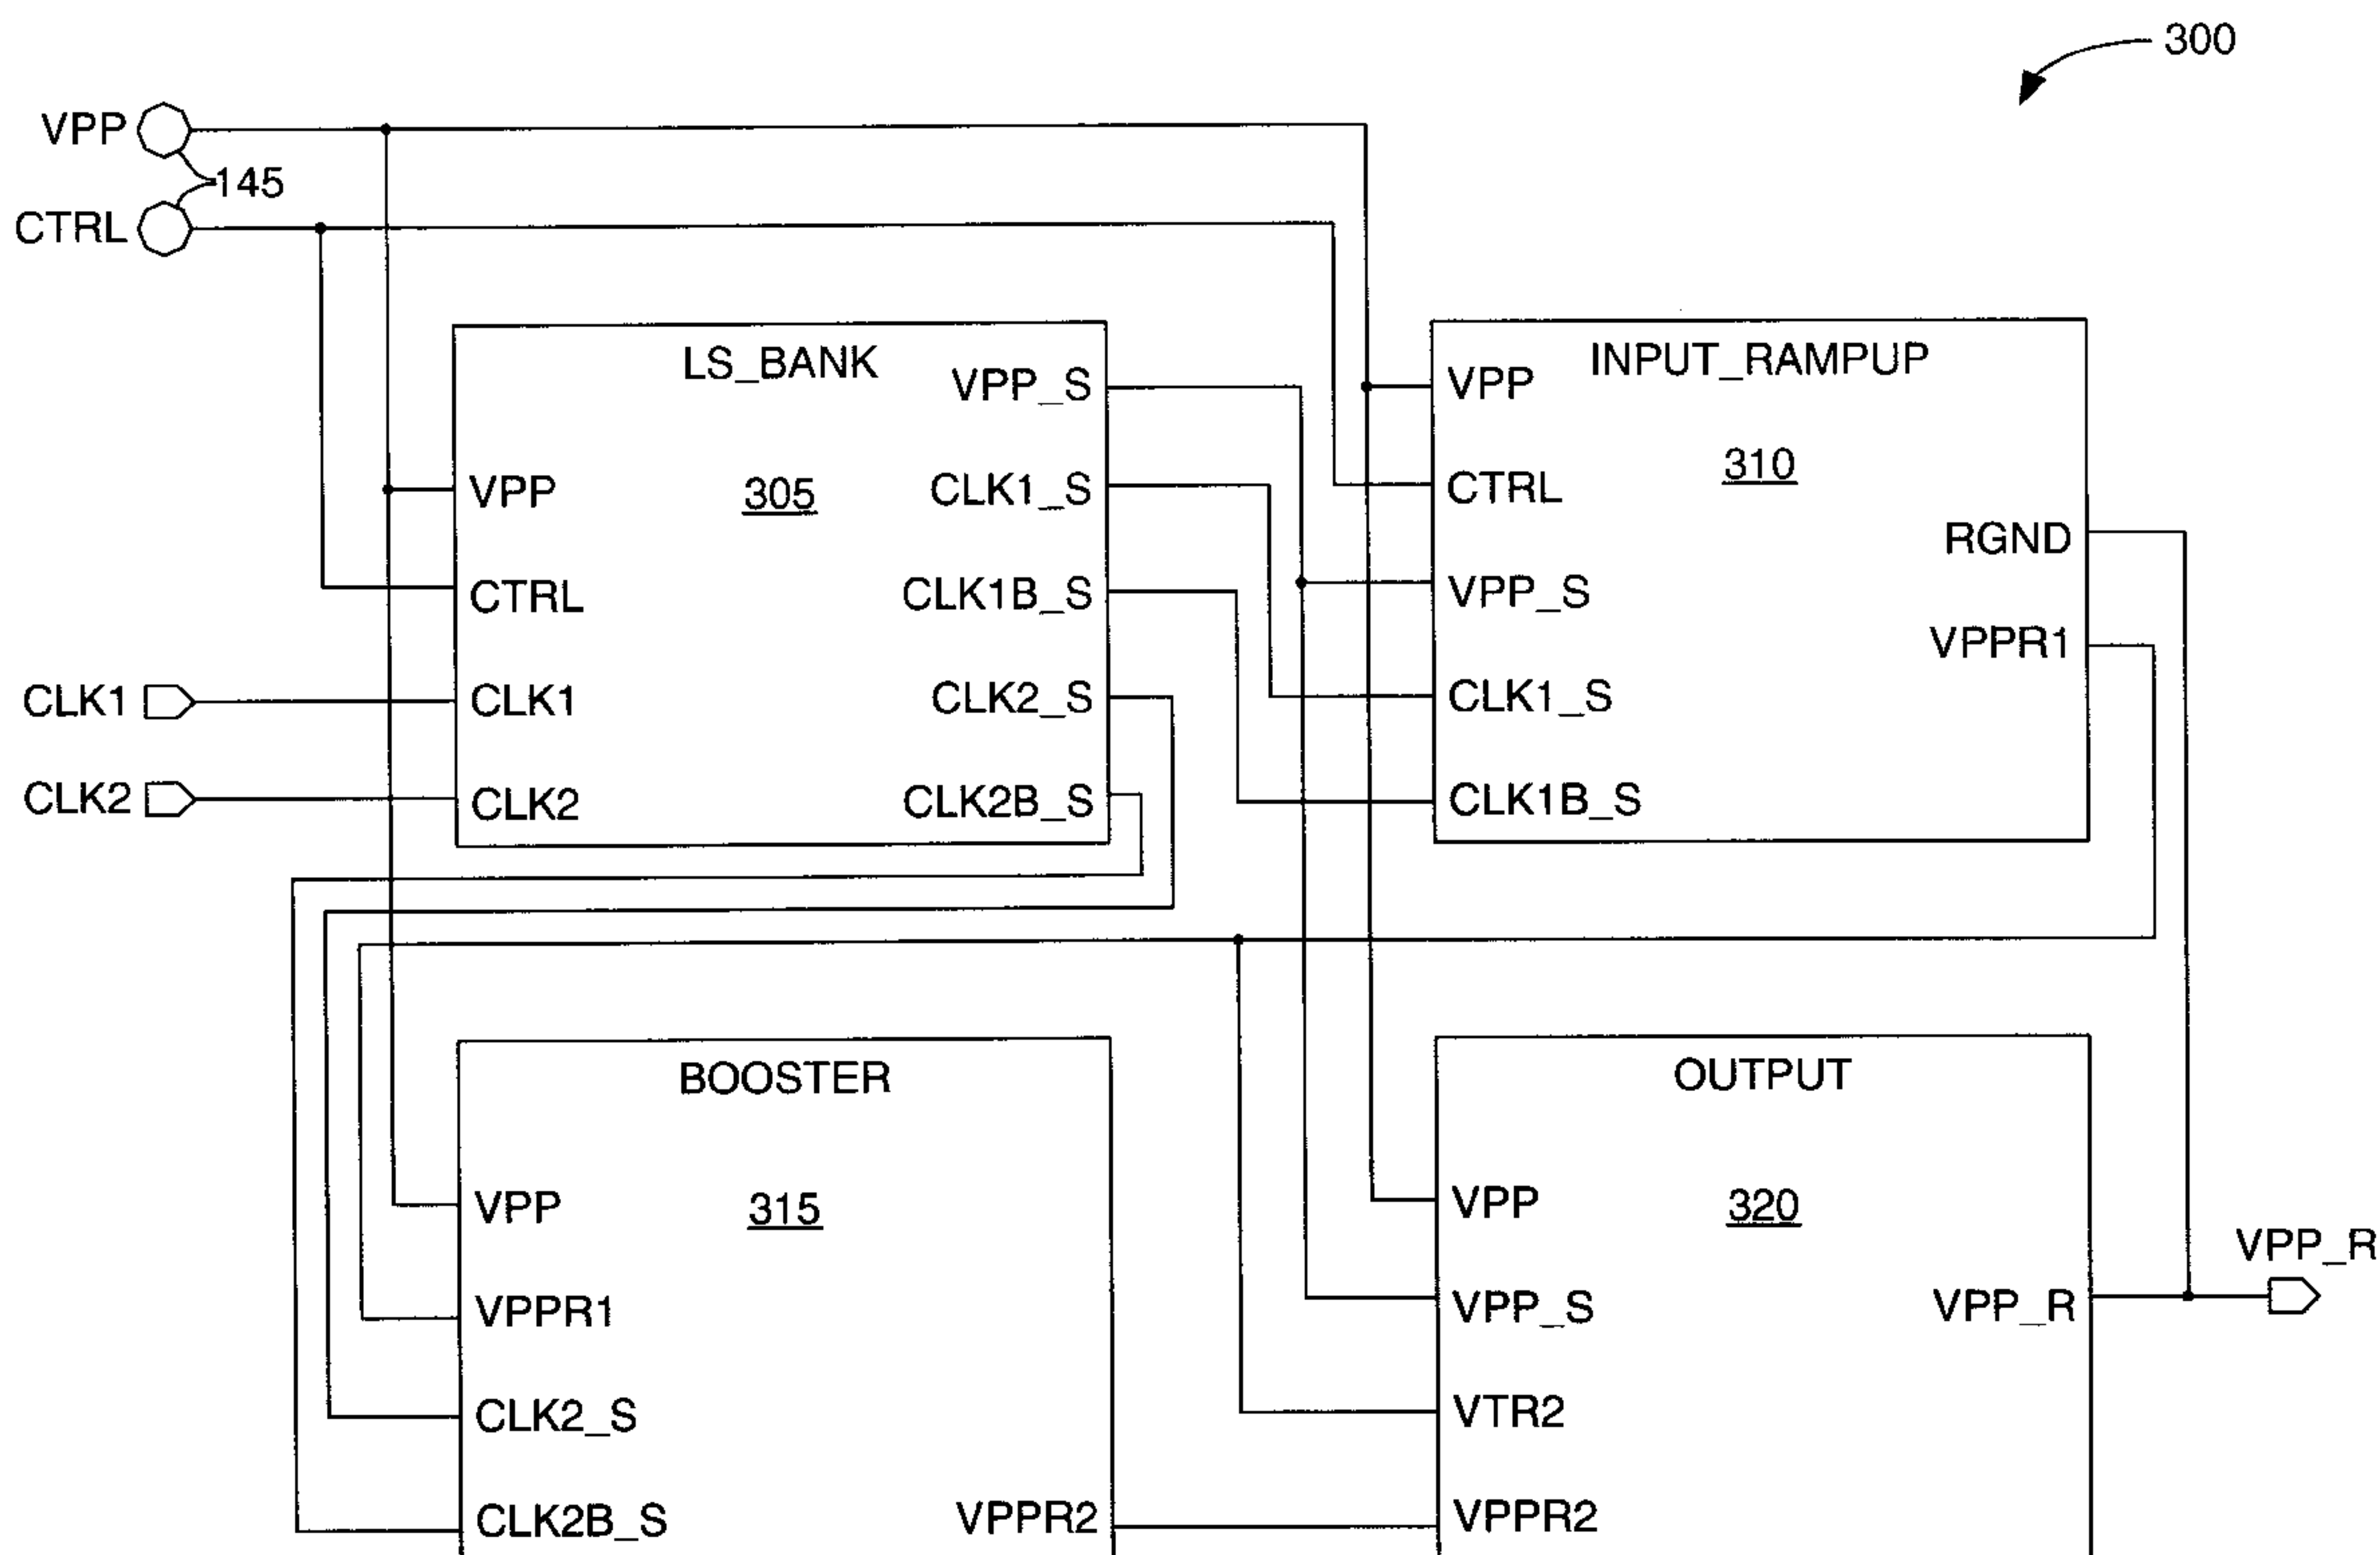 300
VPP
145
CTRL
LS_BANK
VPP_S
305
VPP
CLK1_S
CTRL
CLK1B_S
CLK1
CLK1
CLK2_S
CLK2
CLK2
CLK2B_S
INPUT_RAMPUP
VPP
310
CTRL
RGND
VPP_S
VPPR1
CLK1_S
CLK1B_S
BOOSTER
VPP
315
VPPR1
CLK2_S
CLK2B_S
VPPR2
OUTPUT
VPP
320
VPP_S
VPP_R
VPP_R
VTR2
VPPR2